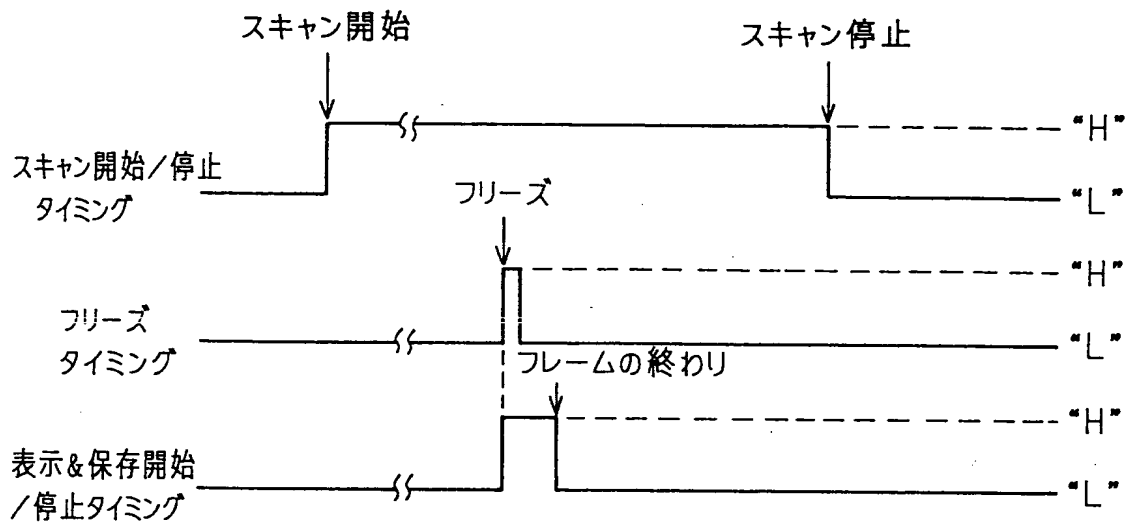 スキャン開始
スキャン停止
“H”
スキャン開始／停止
タイミング
“L”
フリーズ
“H”
フリーズ
タイミング
“L”
フレームの終わり
“H”
表示&保存開始
／停止タイミング
“L”